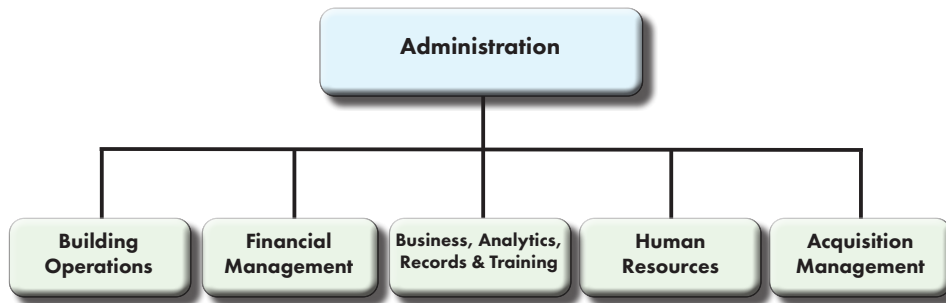 Administration
Building
Operations
Financial
Management
Business, Analytics,
Records & Training
Human
Resources
Acquisition
Management